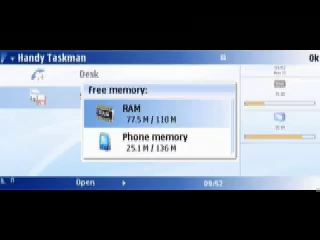 Handy Taskman
Ok
Desk
Free memory:
RAM
77.5 M / 110 M
Phone memory
25.1 M / 136 M
Open
09:52